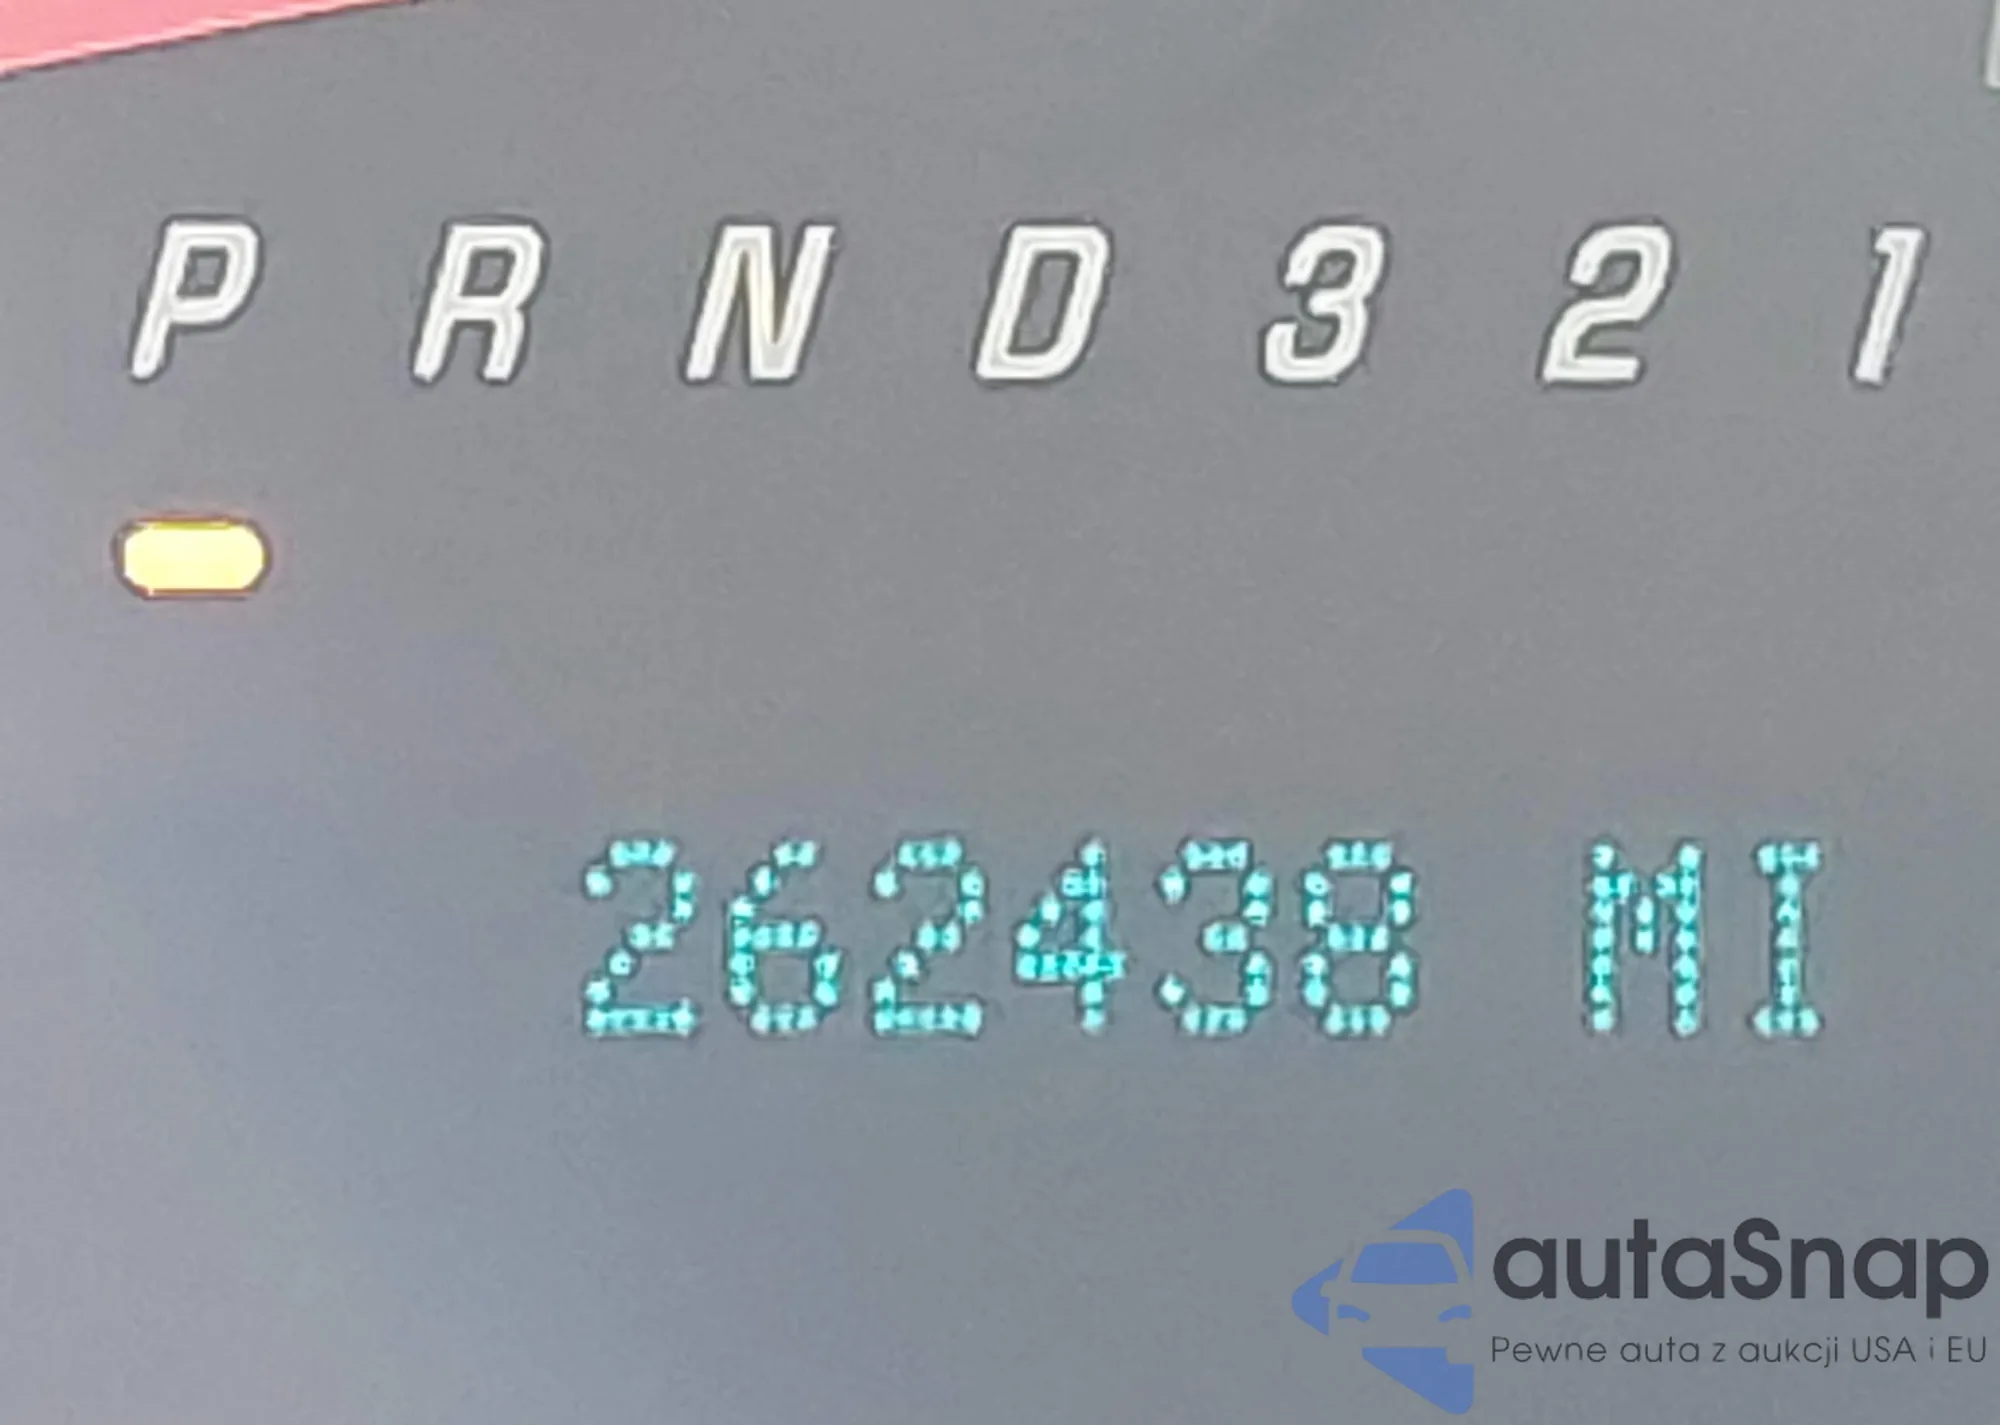 P R N D 3 2 1
262438 MI
autaSnap
Pewne auta z aukcji USA i EU